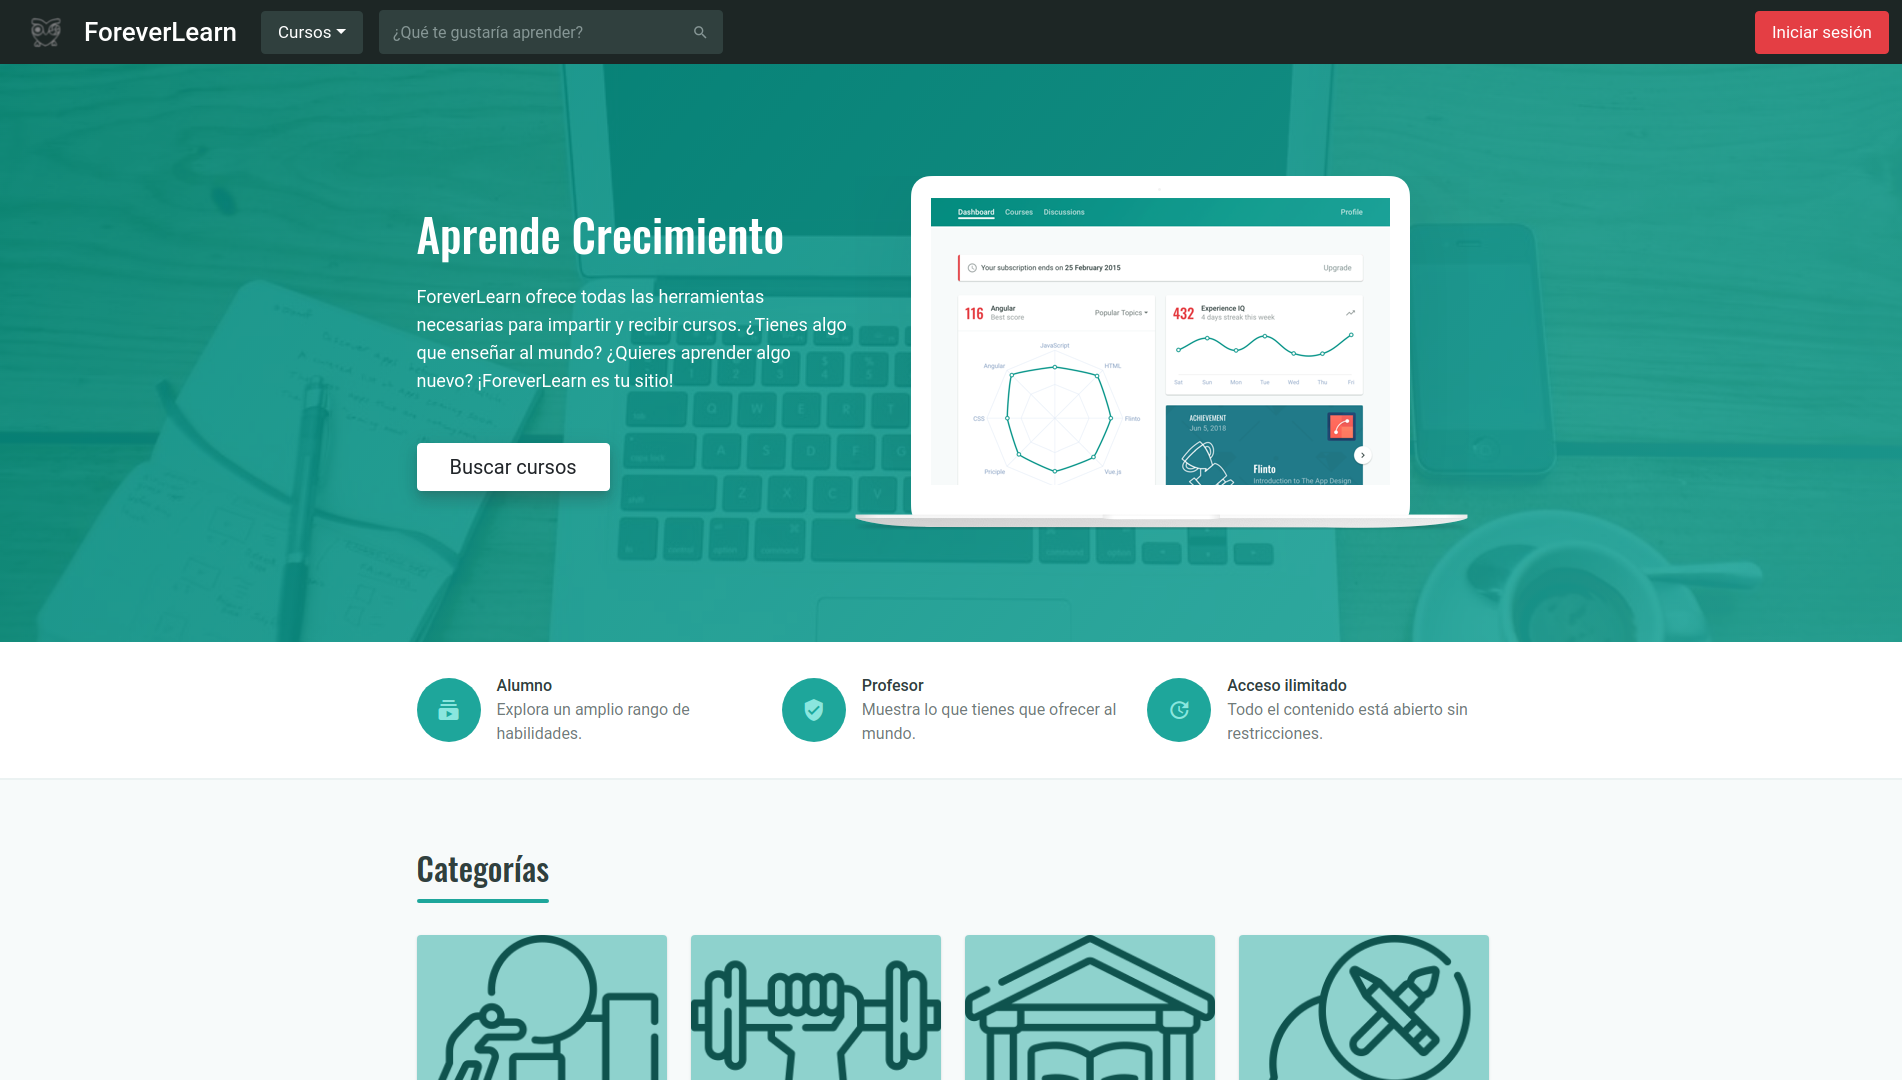 ForeverLearn
Cursos
¿Qué te gustaría aprender?
Iniciar sesión
Aprende Crecimiento
ForeverLearn ofrece todas las herramientas
necesarias para impartir y recibir cursos. ¿Tienes algo
que enseñar al mundo? ¿Quieres aprender algo
nuevo? ¡ForeverLearn es tu sitio!
Buscar cursos
Dashboard Courses Discussions Profile
Your subscription ends on 25 February 2015 Upgrade
116 Angular
Best score
Popular Topics
JavaScript
Angular HTML
CSS Flinto
Priciple Vue.js
432 Experience IQ
4 days streak this week
Sat Sun Mon Tue Wed Thu Fri
ACHIEVEMENT
Jun 5, 2018
Flinto
Introduction to The App Design
Alumno
Explora un amplio rango de
habilidades.
Profesor
Muestra lo que tienes que ofrecer al
mundo.
Acceso ilimitado
Todo el contenido está abierto sin
restricciones.
Categorías